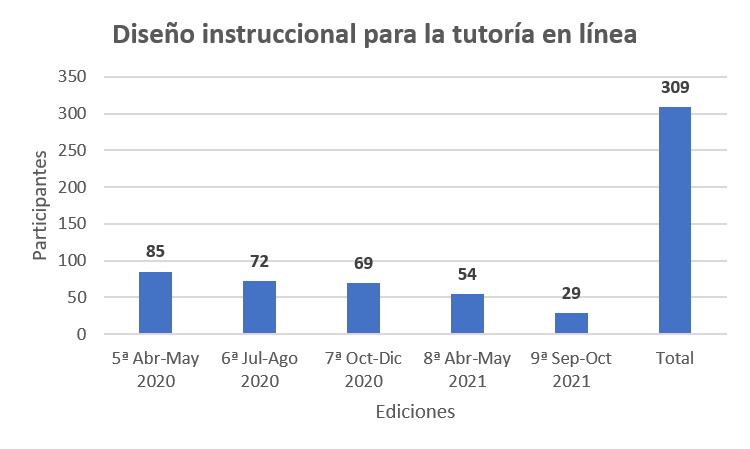 Diseño instruccional para la tutoría en línea
Participantes
350
300
250
200
150
100
50
0
85
72
69
54
29
309
5ª Abr-May
2020
6ª Jul-Ago
2020
7ª Oct-Dic
2020
8ª Abr-May
2021
9ª Sep-Oct
2021
Total
Ediciones